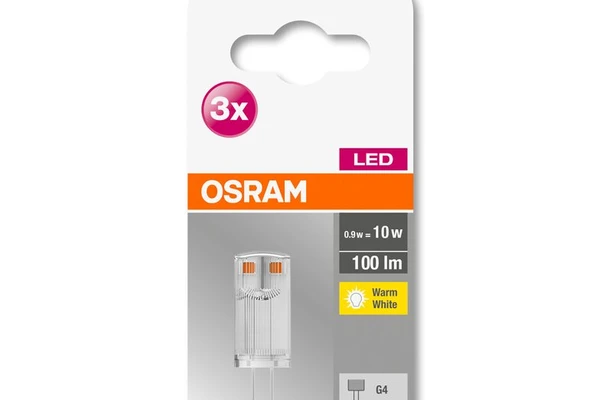 3x
LED
OSRAM
0.9w = 10w
100 lm
Warm
White
G4